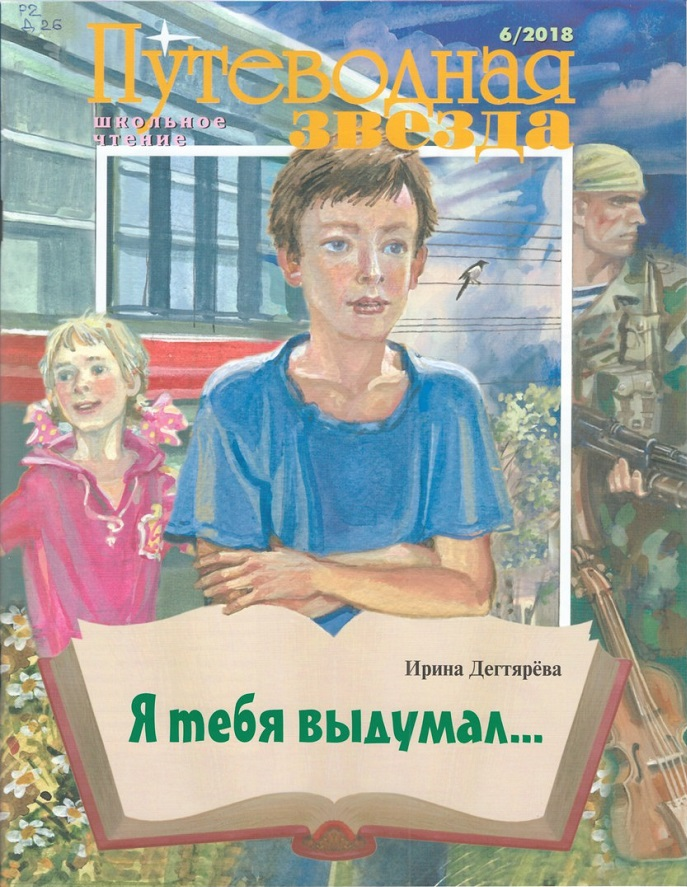 Р2
Д 26
6/2018
Путеводная
звезда
школьное
чтение
Ирина Дегтярёва
Я тебя выдумал...